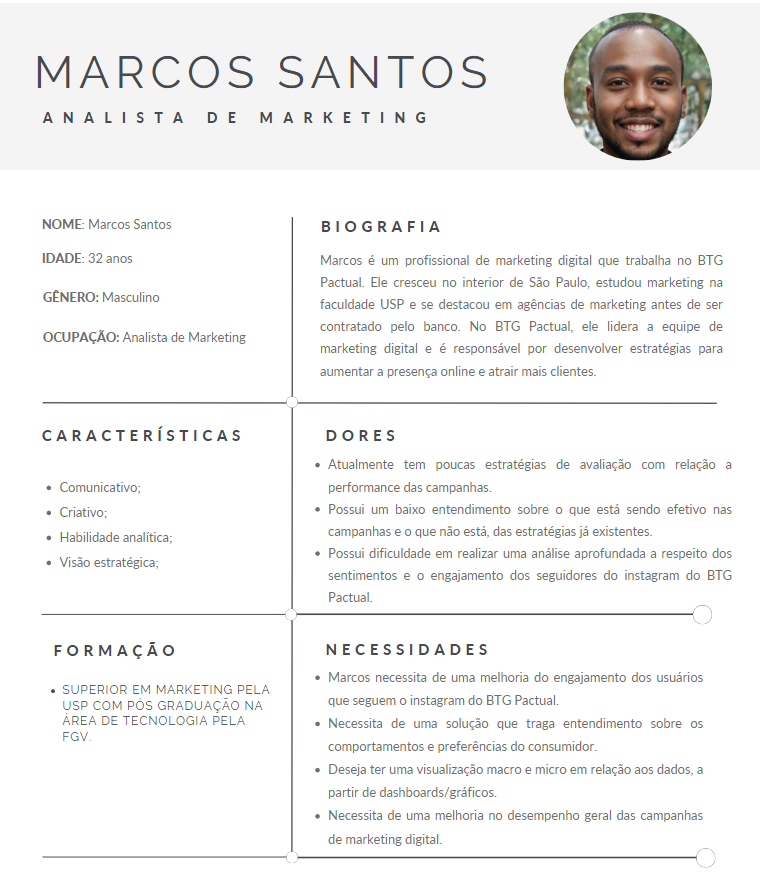 MARCOS SANTOS
ANALISTA DE MARKETING
NOME: Marcos Santos
IDADE: 32 anos
GÊNERO: Masculino
OCUPAÇÃO: Analista de Marketing
BIOGRAFIA
Marcos é um profissional de marketing digital que trabalha no BTG
Pactual. Ele cresceu no interior de São Paulo, estudou marketing na
faculdade USP e se destacou em agências de marketing antes de ser
contratado pelo banco. No BTG Pactual, ele lidera a equipe de
marketing digital e é responsável por desenvolver estratégias para
aumentar a presença online e atrair mais clientes.
CARACTERÍSTICAS
• Comunicativo;
• Criativo;
• Habilidade analítica;
• Visão estratégica;
DORES
• Atualmente tem poucas estratégias de avaliação com relação a
performance das campanhas.
• Possui um baixo entendimento sobre o que está sendo efetivo nas
campanhas e o que não está, das estratégias já existentes.
• Possui dificuldade em realizar uma análise aprofundada a respeito dos
sentimentos e o engajamento dos seguidores do instagram do BTG
Pactual.
FORMAÇÃO
• SUPERIOR EM MARKETING PELA
USP COM PÓS GRADUAÇÃO NA
ÁREA DE TECNOLOGIA PELA
FGV.
NECESSIDADES
• Marcos necessita de uma melhoria do engajamento dos usuários
que seguem o instagram do BTG Pactual.
• Necessita de uma solução que traga entendimento sobre os
comportamentos e preferências do consumidor.
• Deseja ter uma visualização macro e micro em relação aos dados, a
partir de dashboards/gráficos.
• Necessita de uma melhoria no desempenho geral das campanhas
de marketing digital.